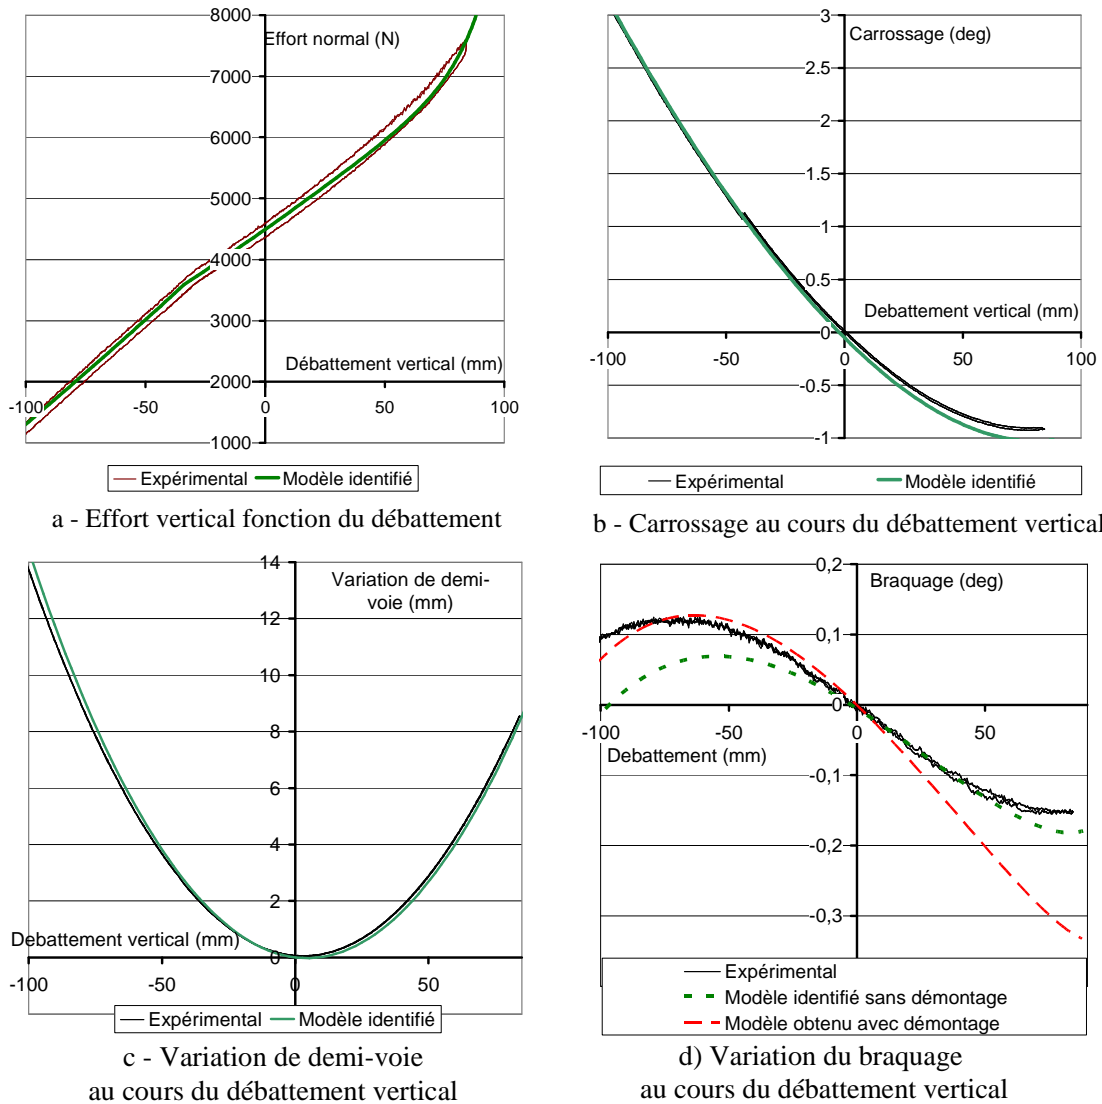 8000
Effort normal (N)
7000
6000
5000
4000
3000
Débattement vertical (mm)
2000
-100
-50
0
50
100
1000
Expérimental
Modèle identifié
a - Effort vertical fonction du débattement
3
Carrossage (deg)
2.5
2
1.5
1
0.5
Debattement vertical (mm)
0
-100
-50
0
50
100
-0.5
-1
Expérimental
Modèle identifié
b - Carrossage au cours du débattement vertical
14
Variation de demi-
voie (mm)
12
10
8
6
4
2
Debattement vertical (mm)
0
-100
-50
0
50
Expérimental
Modèle identifié
c - Variation de demi-voie
au cours du débattement vertical
0,2
Braquage (deg)
0,1
0
-100
-50
0
50
Debattement (mm)
-0,1
-0,2
-0,3
Expérimental
Modèle identifié sans démontage
Modèle obtenu avec démontage
d) Variation du braquage
au cours du débattement vertical